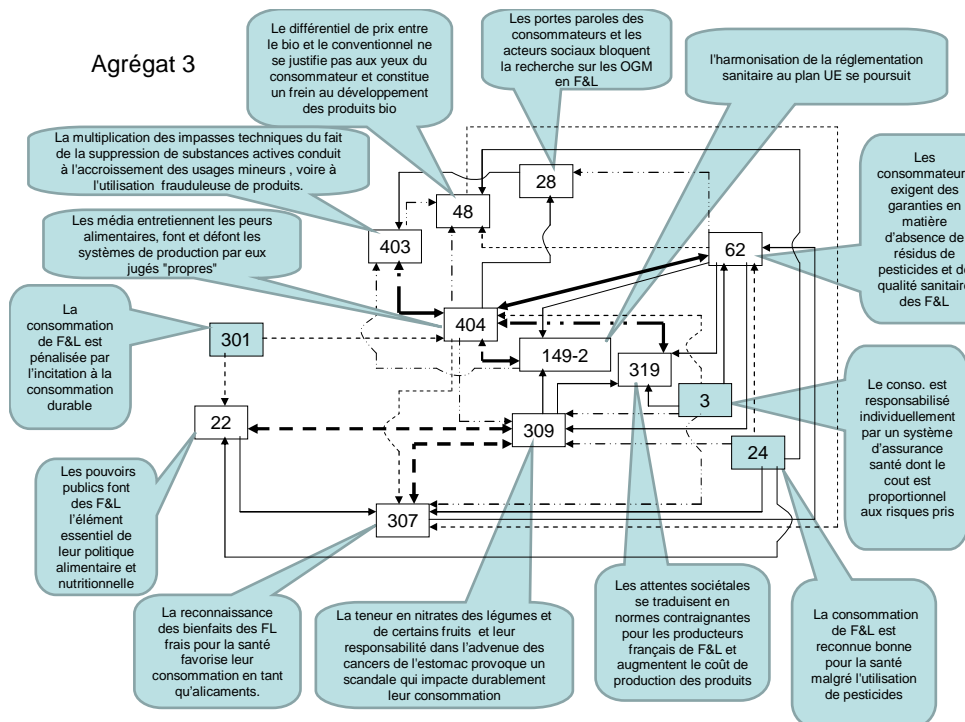 Agrégat 3
Le différentiel de prix entre
le bio et le conventionnel ne
se justifie pas aux yeux du
consommateur et constitue
un frein au développement
des produits bio
Les portes paroles des
consommateurs et les
acteurs sociaux bloquent
la recherche sur les OGM
en F&L
l'harmonisation de la réglementation
sanitaire au plan UE se poursuit
La multiplication des impasses techniques du fait
de la suppression de substances actives conduit
à l'accroissement des usages mineurs , voire à
l'utilisation frauduleuse de produits.
Les
consommateur
exigent des
garanties en
matière
d'absence de
résidus de
pesticides et de
qualité sanitaire
des F&L
Les média entretiennent les peurs
alimentaires, font et défont les
systèmes de production par eux
jugés "propres"
La
consommation
de F&L est
pénalisée par
l'incitation à la
consommation
durable
28
48
403
62
404
301
149-2
319
3
22
309
24
307
Le conso. est
responsabilisé
individuellement
par un système
d'assurance
santé dont le
cout est
proportionnel
aux risques pris
Les pouvoirs
publics font
des F&L
l'élément
essentiel de
leur politique
alimentaire et
nutritionnelle
La reconnaissance
des bienfaits des FL
frais pour la santé
favorise leur
consommation en tant
qu'alicaments.
La teneur en nitrates des légumes et
de certains fruits et leur
responsabilité dans l'advenue des
cancers de l'estomac provoque un
scandale qui impacte durablement
leur consommation
Les attentes sociétales
se traduisent en
normes contraignantes
pour les producteurs
français de F&L et
augmentent le coût de
production des produits
La consommation
de F&L est
reconnue bonne
pour la santé
malgré l'utilisation
de pesticides